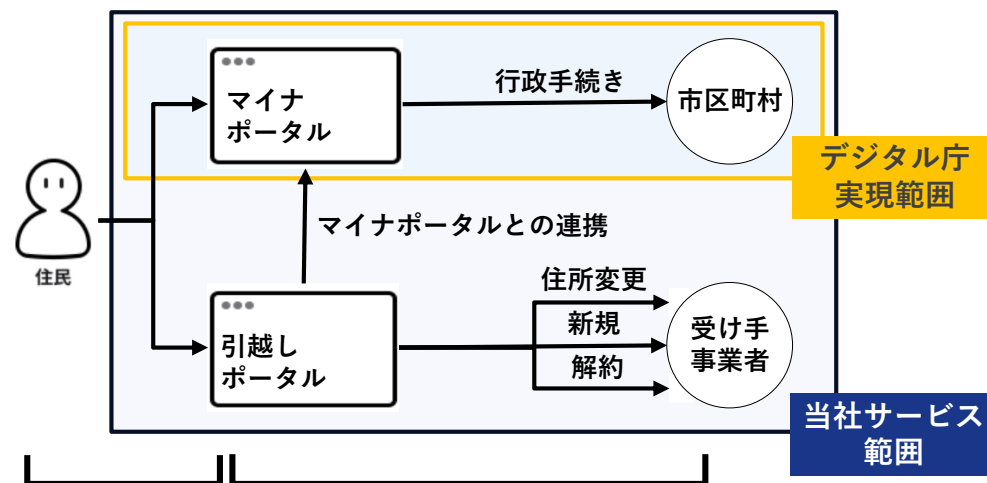 マイナ
ポータル
行政手続き
市区町村
デジタル庁
実現範囲
住民
マイナポータルとの連携
引越し
ポータル
住所変更
新規
解約
受け手
事業者
当社サービス
範囲